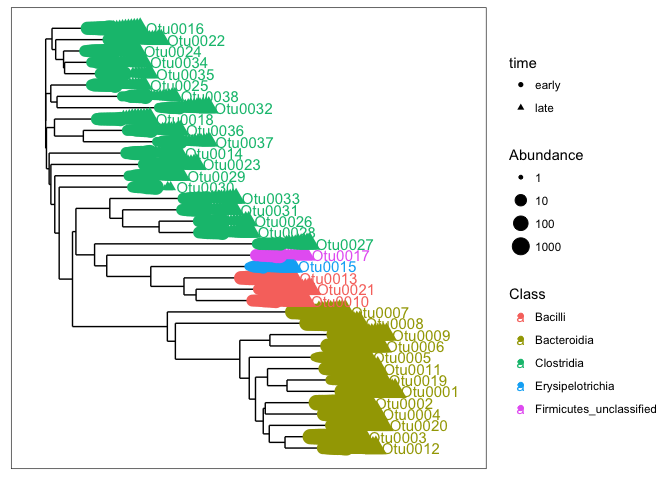 Otu0016
Otu0022
Otu0024
Otu0034
Otu0035
Otu0025
Otu0038
Otu0032
Otu0018
Otu0036
Otu0037
Otu0014
Otu0023
Otu0029
Otu0030
Otu0033
Otu0031
Otu0026
Otu0028
Otu0027
Otu0017
Otu0015
Otu0013
Otu0021
Otu0010
Otu0007
Otu0008
Otu0009
Otu0006
Otu0005
Otu0011
Otu0019
Otu0001
Otu0002
Otu0004
Otu0020
Otu0003
Otu0012
time
early
late
Abundance
1
10
100
1000
Class
a Bacilli
a Bacteroidia
a Clostridia
a Erysipelotrichia
a Firmicutes_unclassified